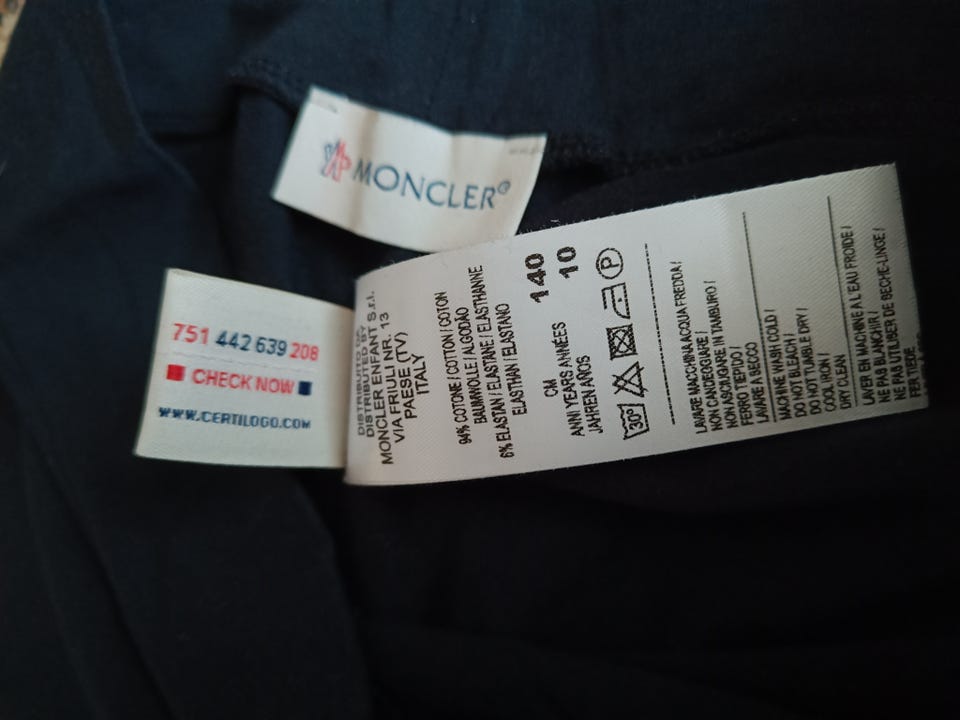 MONCLER
751 442 639 208
CHECK NOW
WWW.CERTILOGO.COM
DISTRIBUITO DA/
DISTRIBUTED BY
MONCLER ENFANT S.r.l.
VIA FRIULI NR. 13
PAESE (TV)
ITALY
94% COTONE / COTTON / COTON
BAUMWOLLE / ALGODÃO
6% ELASTAN / ELASTANE / ELASTHANNE
ELASTHAN / ELASTANO
CM 140
ANNI YEARS ANNÉES 10
JAHREN AÑOS
30° P
LAVARE MACCHINA ACQUA FREDDA /
NON CANDEGGIARE /
NON ASCIUGARE IN TAMBURO /
FERRO TIEPIDO /
LAVARE A SECCO
MACHINE WASH COLD /
DO NOT BLEACH /
DO NOT TUMBLE DRY /
COOL IRON /
DRY CLEAN
LAVER EN MACHINE A L'EAU FROIDE /
NE PAS BLANCHIR /
NE PAS UTILISER DE SECHE-LINGE /
FER TIEDE